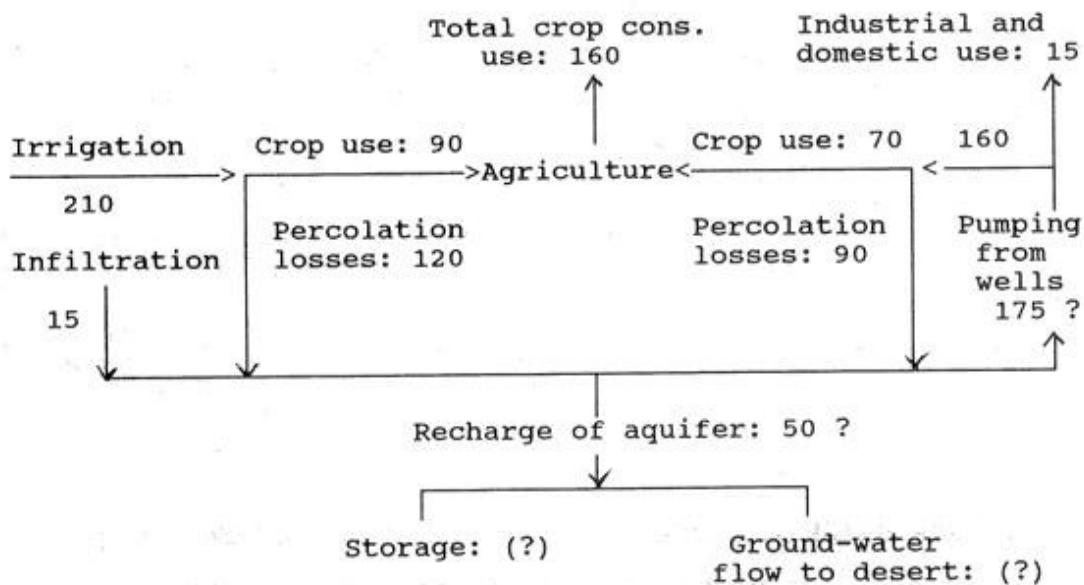 Total crop cons.
use: 160
Industrial and
domestic use: 15
Irrigation
210
Crop use: 90
>Agriculture<
Crop use: 70
160
Infiltration
15
Percolation
losses: 120
Percolation
losses: 90
Pumping
from
wells
175 ?
Recharge of aquifer: 50 ?
Storage: (?)
Ground-water
flow to desert: (?)